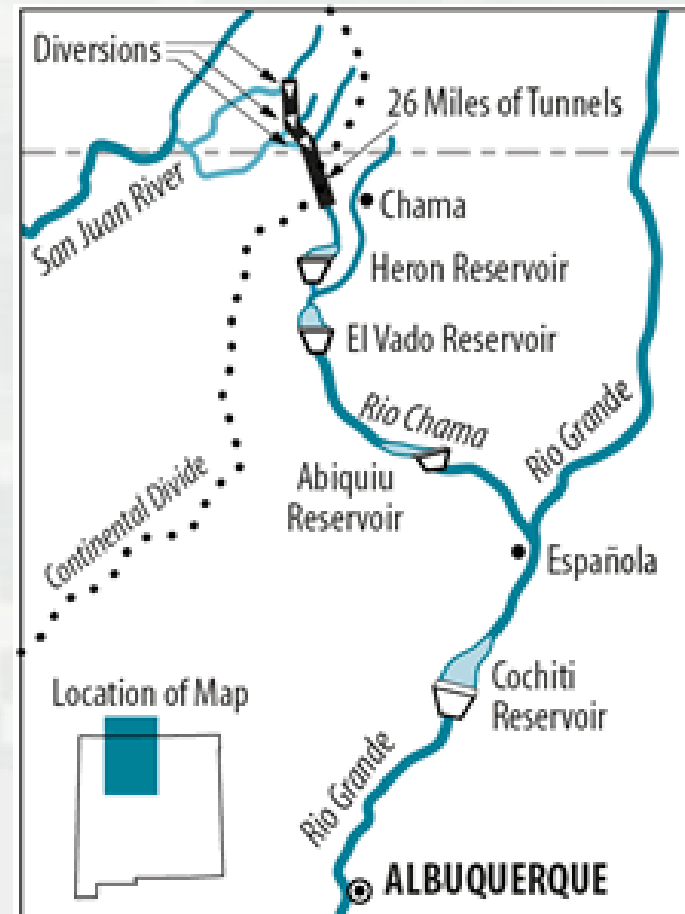 Diversions
26 Miles of Tunnels
San Juan River
Chama
Heron Reservoir
El Vado Reservoir
Rio Chama
Rio Grande
Abiquiu
Reservoir
Continental Divide
Española
Location of Map
Cochiti
Reservoir
Rio Grande
ALBUQUERQUE